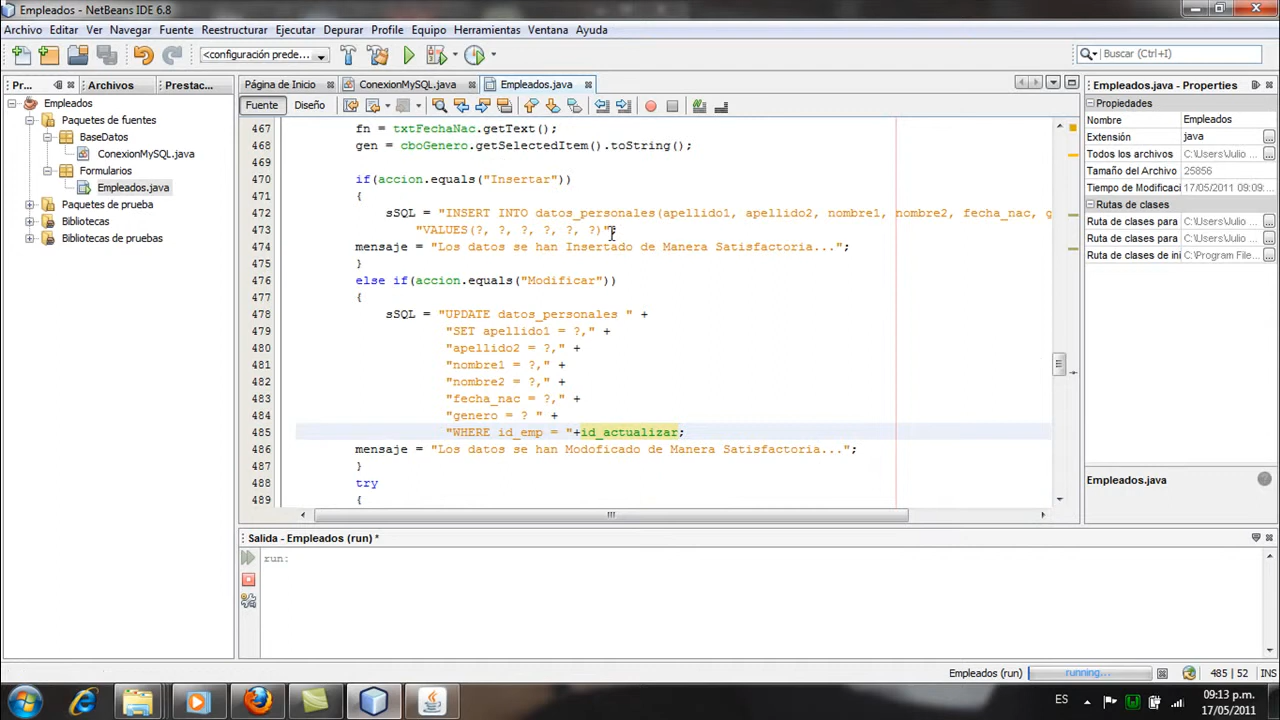 Empleados - NetBeans IDE 6.8
Archivo Editar Ver Navegar Fuente Reestructurar Ejecutar Depurar Profile Equipo Herramientas Ventana Ayuda
<configuración prede...
Buscar (Ctrl+I)
Pr... Archivos Prestac...
Empleados
Paquetes de fuentes
BaseDatos
ConexionMySQL.java
Formularios
Empleados.java
Paquetes de prueba
Bibliotecas
Bibliotecas de pruebas
Página de Inicio ConexionMySQL.java Empleados.java
Fuente Diseño
467 fn = txtFechaNac.getText();
468 gen = cboGenero.getSelectedItem().toString();
469
470 if(accion.equals("Insertar"))
471 {
472 sSQL = "INSERT INTO datos_personales(apellido1, apellido2, nombre1, nombre2, fecha_nac, g
473 "VALUES(?, ?, ?, ?, ?, ?)";
474 mensaje = "Los datos se han Insertado de Manera Satisfactoria...";
475 }
476 else if(accion.equals("Modificar"))
477 {
478 sSQL = "UPDATE datos_personales " +
479 "SET apellido1 = ?," +
480 "apellido2 = ?," +
481 "nombre1 = ?," +
482 "nombre2 = ?," +
483 "fecha_nac = ?," +
484 "genero = ? " +
485 "WHERE id_emp = "+id_actualizar;
486 mensaje = "Los datos se han Modoficado de Manera Satisfactoria...";
487 }
488 try
489 {
Salida - Empleados (run) *
run:
Empleados.java - Properties
Propiedades
Nombre Empleados
Extensión java
Todos los archivos C:\Users\Julio ...
Tamaño del Archivo 25856
Tiempo de Modificaci 17/05/2011 09:09...
Rutas de clases
Ruta de clases para C:\Users\Julio ...
Ruta de clases para C:\Users\Julio ...
Ruta de clases de ini C:\Program File...
Empleados.java
Empleados (run) running... 485 | 52 INS
ES 09:13 p.m.
17/05/2011